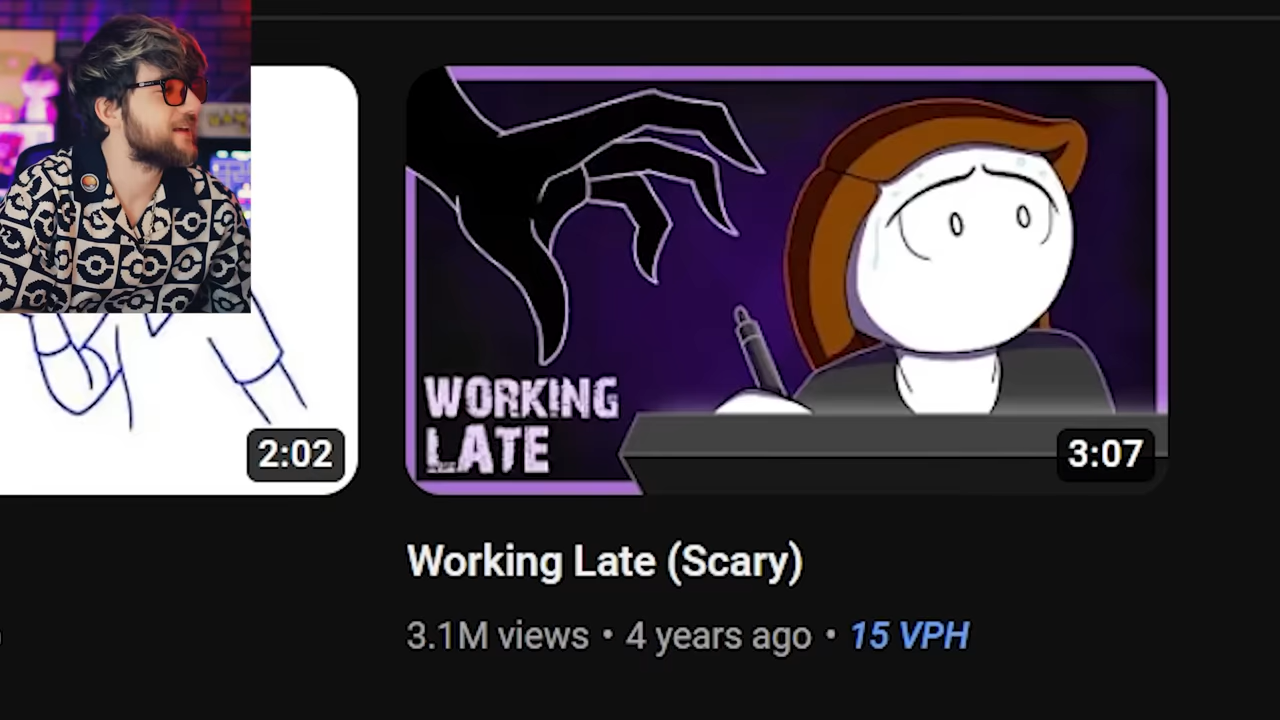 2:02
WORKING
LATE
3:07
Working Late (Scary)
3.1M views • 4 years ago • 15 VPH